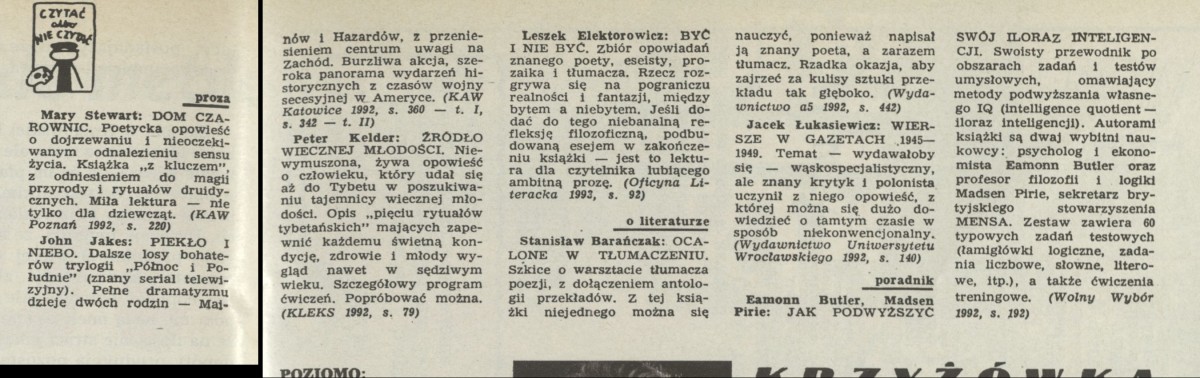 CZYTAĆ
albo
NIE CZYTAĆ
proza
Mary Stewart: DOM CZA-
ROWNIC. Poetycka opowieść
o dojrzewaniu i nieoczeki-
wanym odnalezieniu sensu
życia. Książka „z kluczem",
z odniesieniem do magii
przyrody i rytuałów druidy-
cznych. Miła lektura — nie
tylko dla dziewcząt. (KAW
Poznań 1992, s. 220)
John Jakes: PIEKŁO I
NIEBO. Dalsze losy bohate-
rów trylogii „Północ i Po-
łudnie" (znany serial telewi-
zyjny). Pełne dramatyzmu
dzieje dwóch rodzin — Mai-
nów i Hazardów, z przenie-
sieniem centrum uwagi na
Zachód. Burzliwa akcja, sze-
roka panorama wydarzeń hi-
storycznych z czasów wojny
secesyjnej w Ameryce. (KAW
Katowice 1992, s. 360 — t. I,
s. 342 — t. II)
Peter Kelder: ŹRÓDŁO
WIECZNEJ MŁODOŚCI. Nie-
wymuszona, żywa opowieść
o człowieku, który udał się
aż do Tybetu w poszukiwa-
niu tajemnicy wiecznej mło-
dości. Opis „pięciu rytuałów
tybetańskich" mających zape-
wnić każdemu świetną kon-
dycję, zdrowie i młody wy-
gląd nawet w sędziwym
wieku. Szczegółowy program
ćwiczeń. Popróbować można.
(KLEKS 1992, s. 79)
Leszek Elektorowicz: BYĆ
I NIE BYĆ. Zbiór opowiadań
znanego poety, eseisty, pro-
zaika i tłumacza. Rzecz roz-
grywa się na pograniczu
realności i fantazji, między
bytem a niebytem. Jeśli do-
dać do tego niebanalną re-
fleksję filozoficzną, podbu-
dowaną esejem w zakończe-
niu książki — jest to lektu-
ra dla czytelnika lubiącego
ambitną prozę. (Oficyna Li-
teracka 1993, s. 92)
o literaturze
Stanisław Barańczak: OCA-
LONE W TŁUMACZENIU.
Szkice o warsztacie tłumacza
poezji, z dołączeniem antolo-
gii przekładów. Z tej ksią-
żki niejednego można się
nauczyć, ponieważ napisał
ją znany poeta, a zarazem
tłumacz. Rzadka okazja, aby
zajrzeć za kulisy sztuki prze-
kładu tak głęboko. (Wyda-
wnictwo a5 1992, s. 442)
Jacek Łukasiewicz: WIER-
SZE W GAZETACH 1945—
1949. Temat — wydawałoby
się — wąskospecjalistyczny,
ale znany krytyk i polonista
uczynił z niego opowieść, z
której można się dużo do-
wiedzieć o tamtym czasie w
sposób niekonwencjonalny.
(Wydawnictwo Uniwersytetu
Wrocławskiego 1992, s. 140)
poradnik
Eamonn Butler, Madsen
Pirie: JAK PODWYŻSZYĆ
SWÓJ ILORAZ INTELIGEN-
CJI. Swoisty przewodnik po
obszarach zadań i testów
umysłowych, omawiający
metody podwyższania własne-
go IQ (intelligence quotient —
iloraz inteligencji). Autorami
książki są dwaj wybitni nau-
kowcy: psycholog i ekono-
mista Eamonn Butler oraz
profesor filozofii i logiki
Madsen Pirie, sekretarz bry-
tyjskiego stowarzyszenia
MENSA. Zestaw zawiera 60
typowych zadań testowych
(łamigłówki logiczne, zada-
nia liczbowe, słowne, litero-
we, itp.), a także ćwiczenia
treningowe. (Wolny Wybór
1992, s. 192)
POZIOMO:
KRZYŻÓWKA